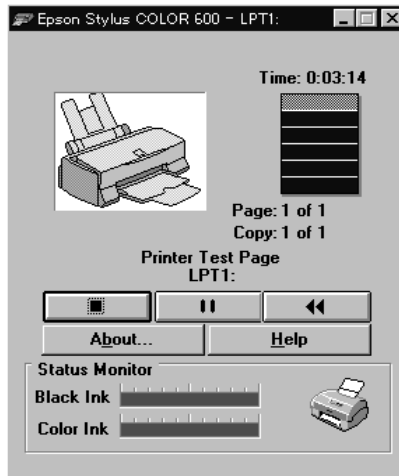 Epson Stylus COLOR 600 - LPT1:
Time: 0:03:14
Page: 1 of 1
Copy: 1 of 1
Printer Test Page
LPT1:
About...
Help
Status Monitor
Black Ink
Color Ink